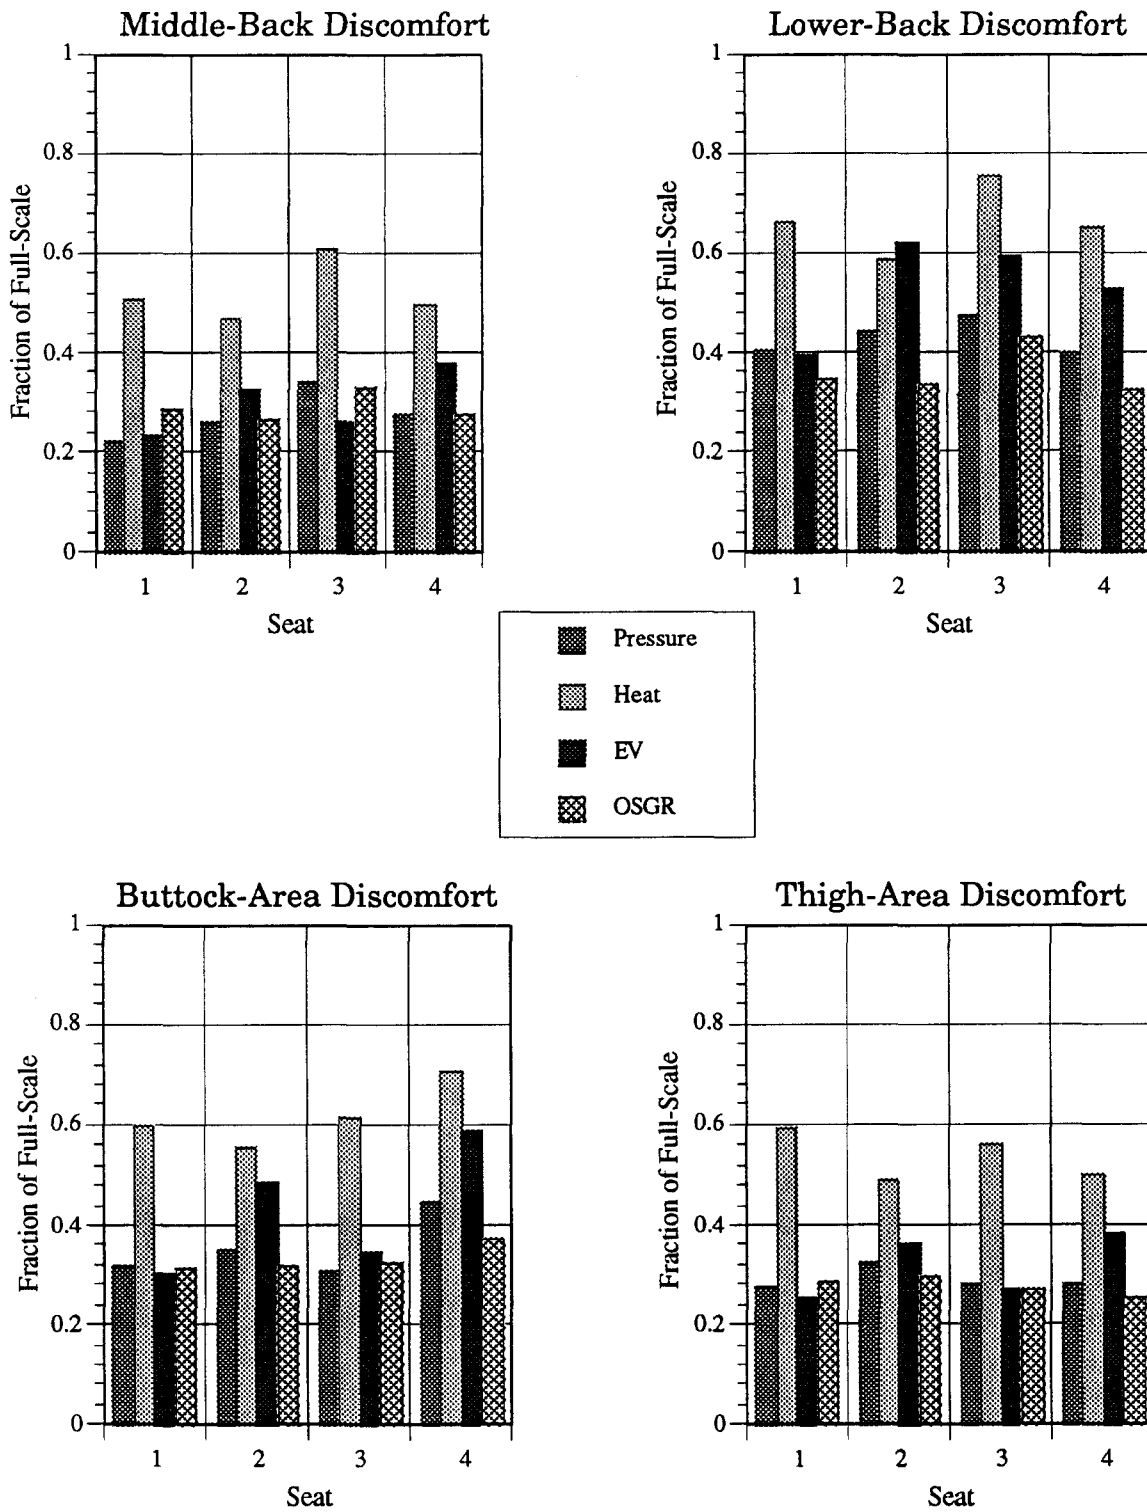 Middle-Back Discomfort
1
0.8
0.6
0.4
0.2
0
Fraction of Full-Scale
1 2 3 4
Seat
Lower-Back Discomfort
1
0.8
0.6
0.4
0.2
0
Fraction of Full-Scale
1 2 3 4
Seat
Pressure
Heat
EV
OSGR
Buttock-Area Discomfort
1
0.8
0.6
0.4
0.2
0
Fraction of Full-Scale
1 2 3 4
Seat
Thigh-Area Discomfort
1
0.8
0.6
0.4
0.2
0
Fraction of Full-Scale
1 2 3 4
Seat